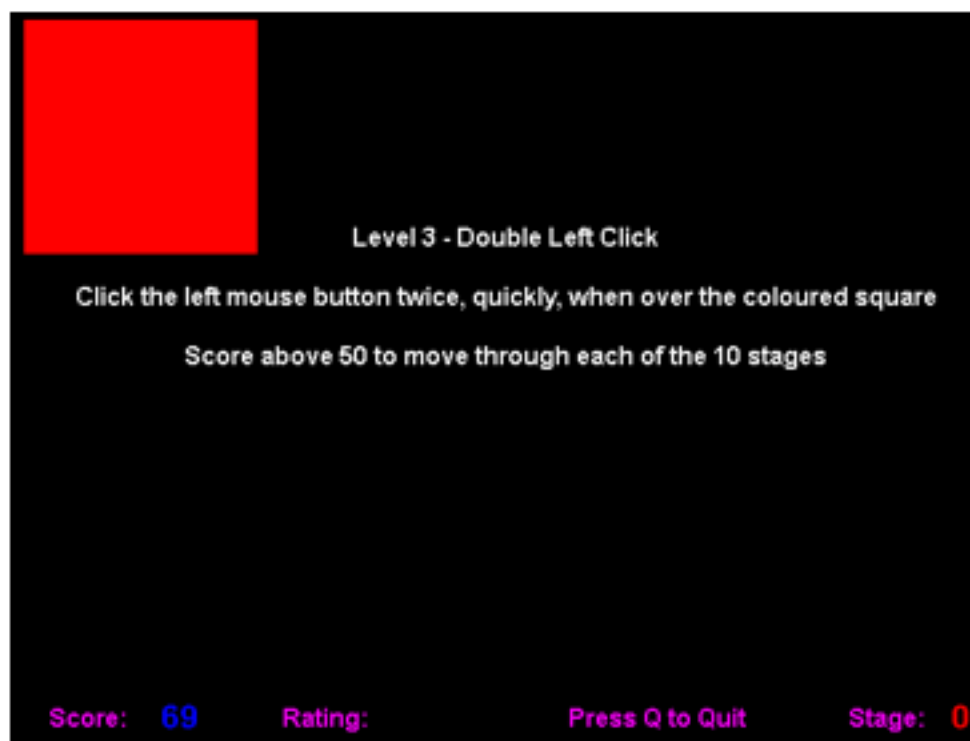 Level 3 - Double Left Click
Click the left mouse button twice, quickly, when over the coloured square
Score above 50 to move through each of the 10 stages
Score: 69 Rating: Press Q to Quit Stage: 0